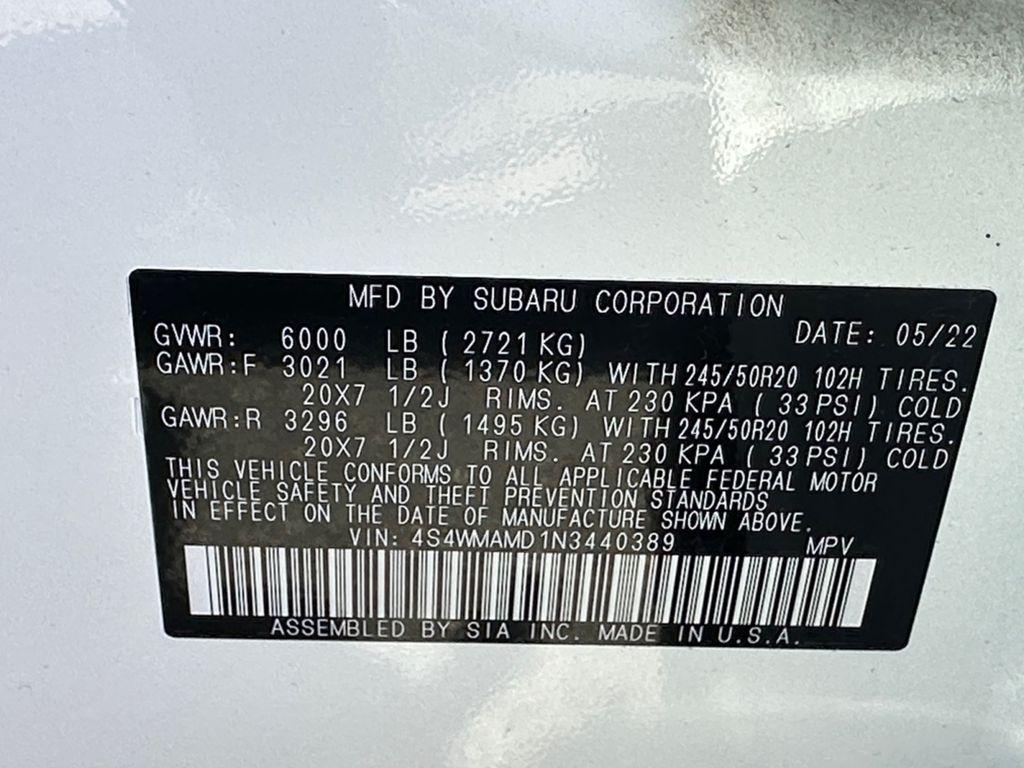 MFD BY SUBARU CORPORATION
DATE: 05/22
GVWR: 6000 LB ( 2721 KG)
GAWR:F 3021 LB ( 1370 KG) WITH 245/50R20 102H TIRES.
20X7 1/2J RIMS. AT 230 KPA ( 33 PSI) COLD
GAWR:R 3296 LB ( 1495 KG) WITH 245/50R20 102H TIRES.
20X7 1/2J RIMS. AT 230 KPA ( 33 PSI) COLD
THIS VEHICLE CONFORMS TO ALL APPLICABLE FEDERAL MOTOR
VEHICLE SAFETY AND THEFT PREVENTION STANDARDS
IN EFFECT ON THE DATE OF MANUFACTURE SHOWN ABOVE.
VIN: 4S4WMAMD1N3440389 MPV
ASSEMBLED BY SIA INC. MADE IN U.S.A.